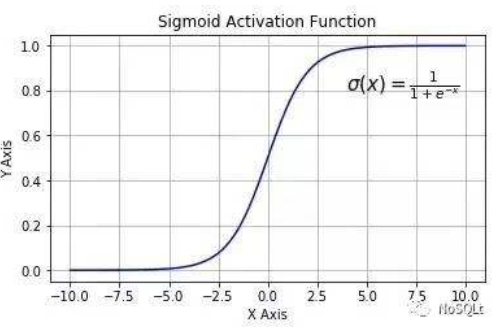 Sigmoid Activation Function
1.0
0.8
0.6
0.4
0.2
0.0
Y Axis
σ(x) = 1/(1 + e^{-x})
−10.0 −7.5 −5.0 −2.5 0.0 2.5 5.0 7.5 10.0
X Axis
NoSQLt